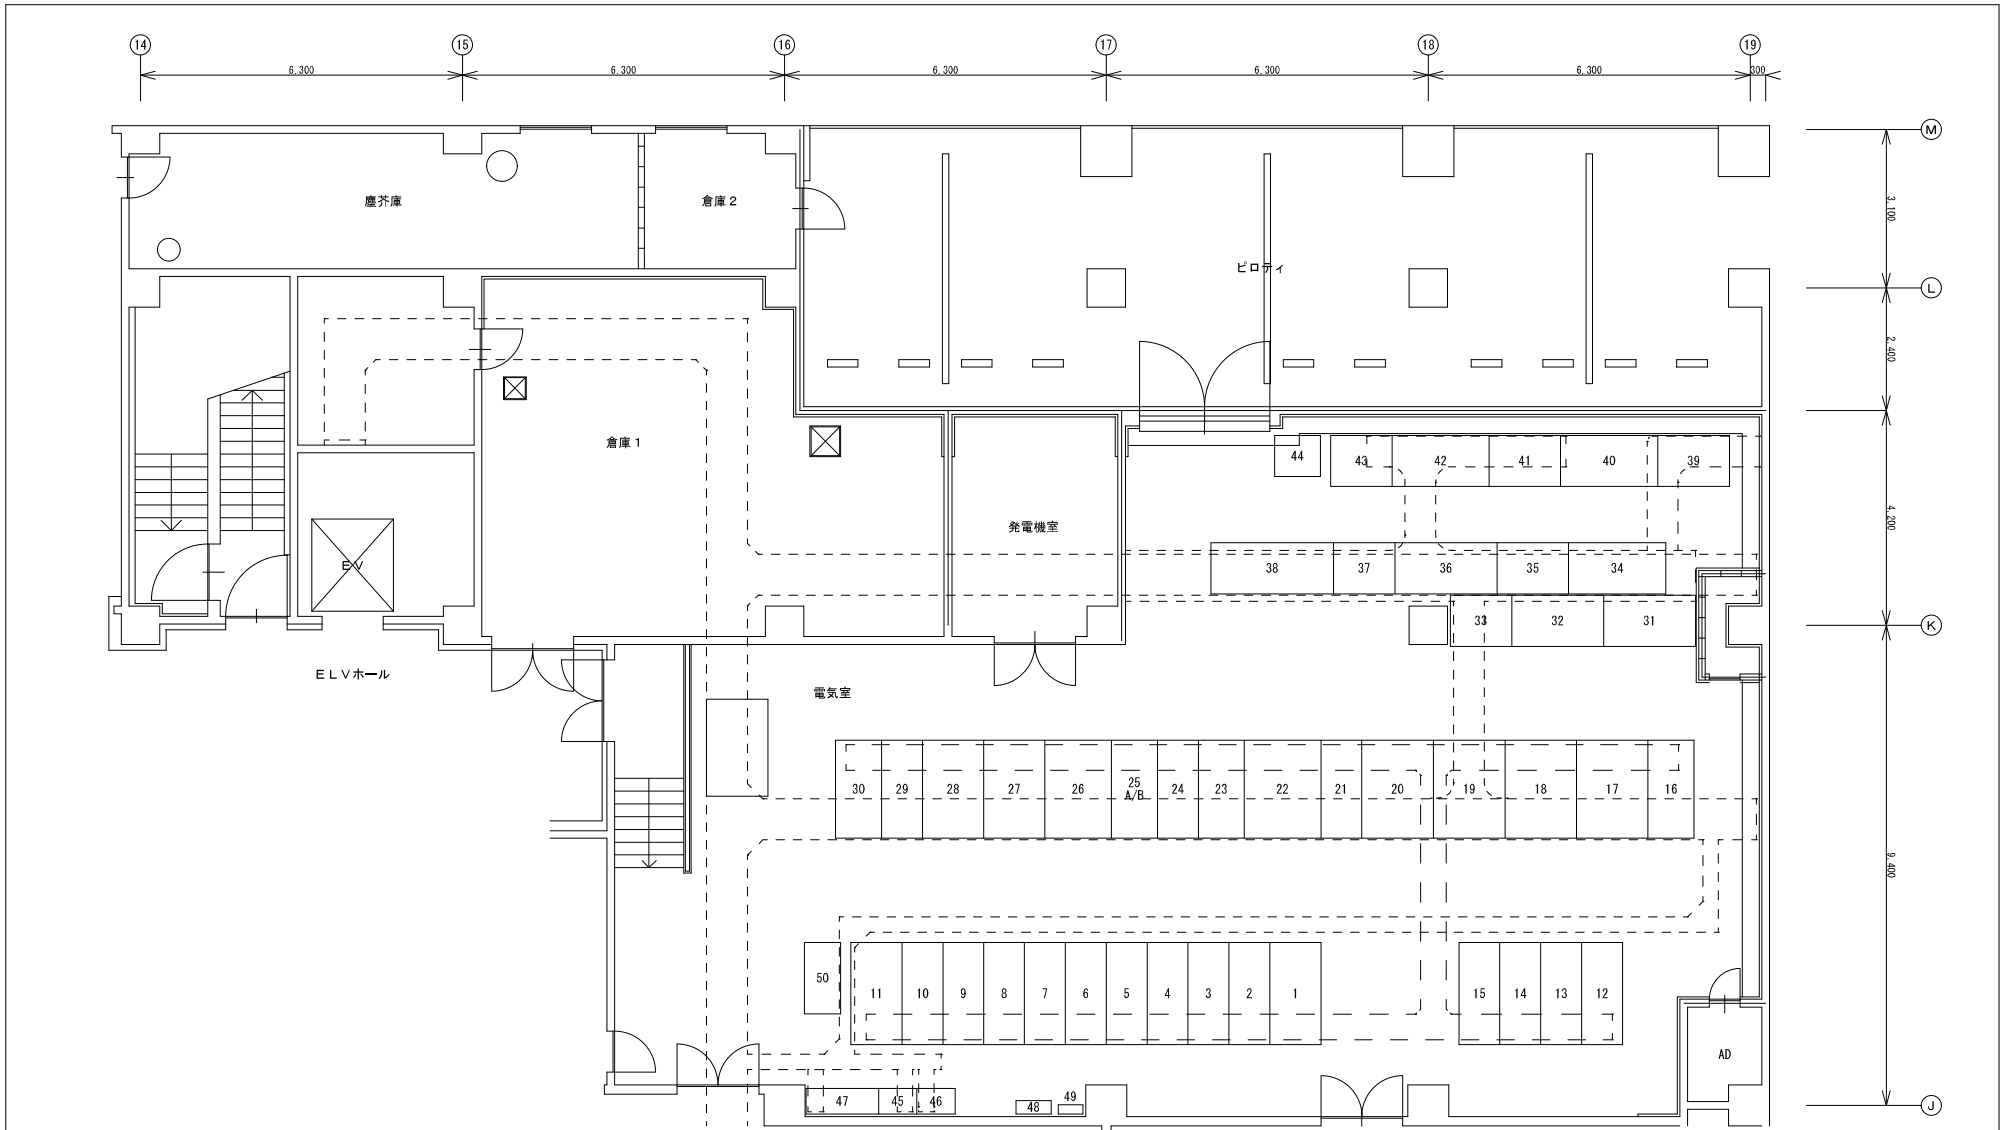 14 15 16 17 18 19
6,300 6,300 6,300 6,300 6,300 300
M
塵芥庫 倉庫2
3,100
ピロティ
L
2,400
倉庫1
44 43 42 41 40 39
発電機室
4,200
EV
38 37 36 35 34
33 32 31
K
ELVホール
電気室
30 29 28 27 26 25 A/B 24 23 22 21 20 19 18 17 16
9,400
50
11 10 9 8 7 6 5 4 3 2 1
15 14 13 12
AD
47 45 46 48 49
J